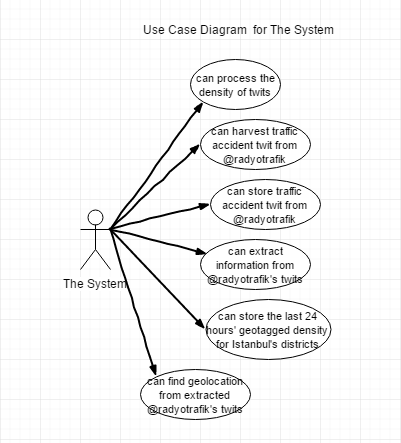 Use Case Diagram for The System
can process the
density of twits
can harvest traffic
accident twit from
@radyotrafik
can store traffic
accident twit from
@radyotrafik
can extract
information from
@radyotrafik's twits
The System
can store the last 24
hours' geotagged density
for Istanbul's districts
can find geolocation
from extracted
@radyotrafik's twits